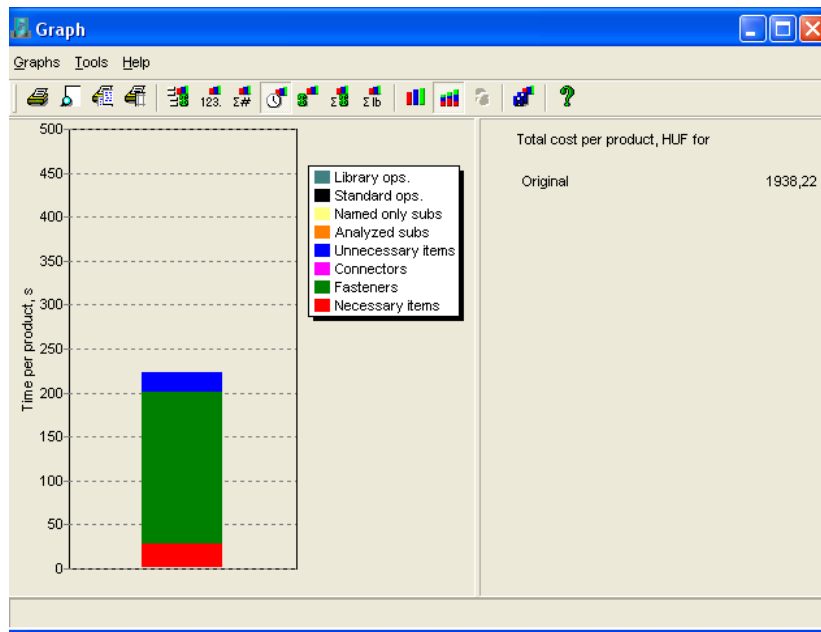 Graph
Graphs Tools Help
123. Σ# Σ$ Σlb ?
500
450
400
350
300
250
200
150
100
50
0
Time per product, s
Library ops.
Standard ops.
Named only subs
Analyzed subs
Unnecessary items
Connectors
Fasteners
Necessary items
Total cost per product, HUF for
Original 1938,22